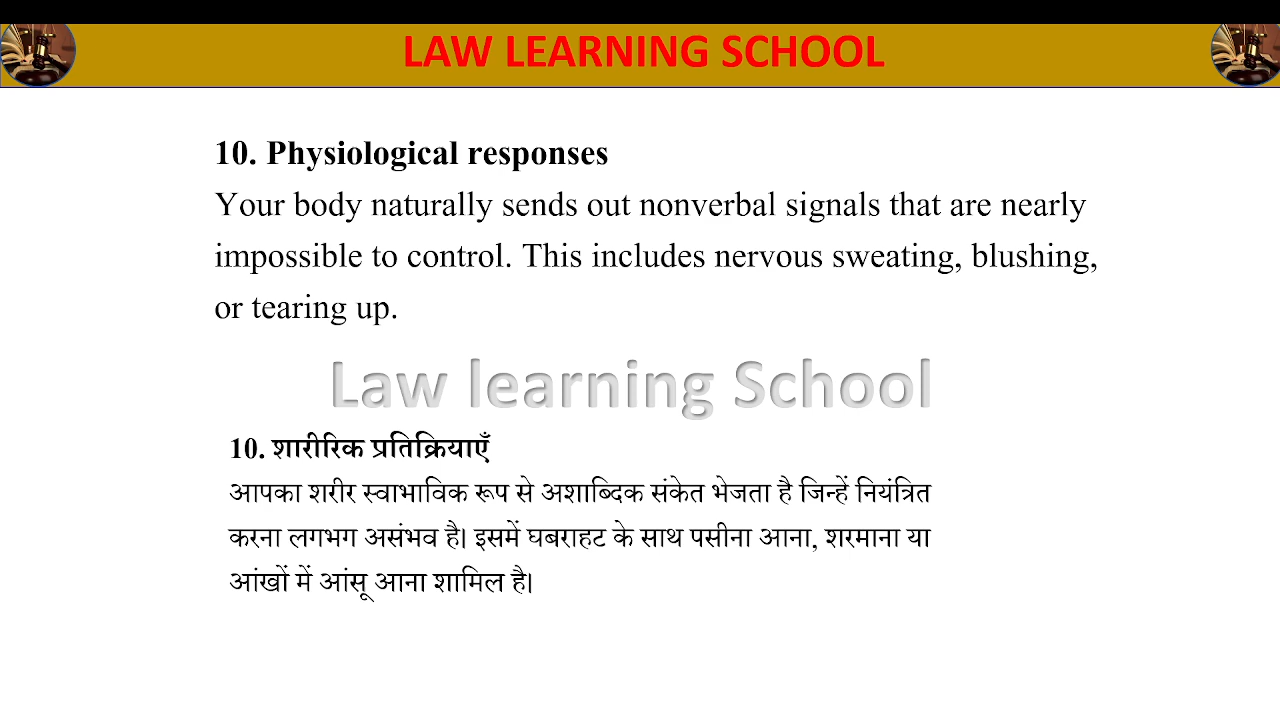 LAW LEARNING SCHOOL
10. Physiological responses
Your body naturally sends out nonverbal signals that are nearly
impossible to control. This includes nervous sweating, blushing,
or tearing up.
Law learning School
10. शारीरिक प्रतिक्रियाएँ
आपका शरीर स्वाभाविक रूप से अशाब्दिक संकेत भेजता है जिन्हें नियंत्रित
करना लगभग असंभव है। इसमें घबराहट के साथ पसीना आना, शरमाना या
आंखों में आंसू आना शामिल है।